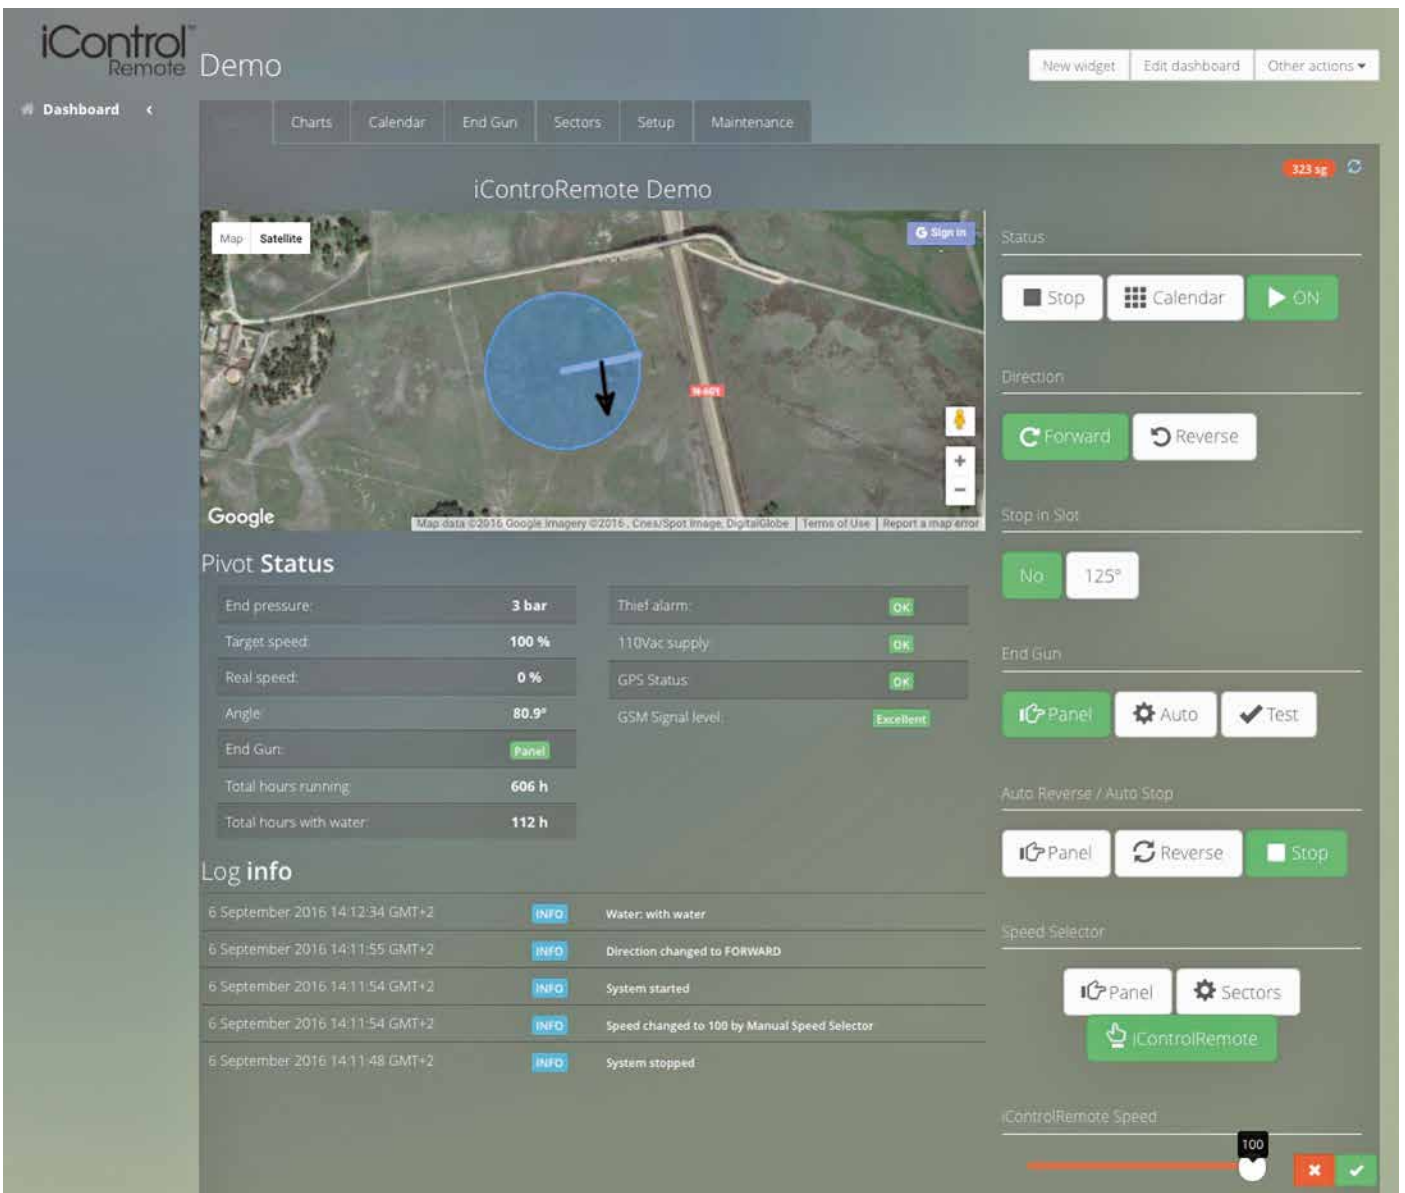 iControl™
Remote
Demo
New widget Edit dashboard Other actions
Dashboard
Charts Calendar End Gun Sectors Setup Maintenance
323 sg
iControRemote Demo
Map Satellite
G Sign in
N-601
+
−
Google
Map data ©2016 Google Imagery ©2016 , Cnes/Spot Image, DigitalGlobe Terms of Use Report a map error
Status
Stop Calendar ON
Direction
Forward Reverse
Stop in Slot
No 125º
End Gun
Panel Auto Test
Auto Reverse / Auto Stop
Panel Reverse Stop
Speed Selector
Panel Sectors
iControlRemote
iControlRemote Speed
100
Pivot Status
End pressure: 3 bar
Target speed: 100 %
Real speed: 0 %
Angle: 80.9º
End Gun: Panel
Total hours running: 606 h
Total hours with water: 112 h
Thief alarm: OK
110Vac supply: OK
GPS Status: OK
GSM Signal level: Excellent
Log info
6 September 2016 14:12:34 GMT+2 INFO Water: with water
6 September 2016 14:11:55 GMT+2 INFO Direction changed to FORWARD
6 September 2016 14:11:54 GMT+2 INFO System started
6 September 2016 14:11:54 GMT+2 INFO Speed changed to 100 by Manual Speed Selector
6 September 2016 14:11:48 GMT+2 INFO System stopped